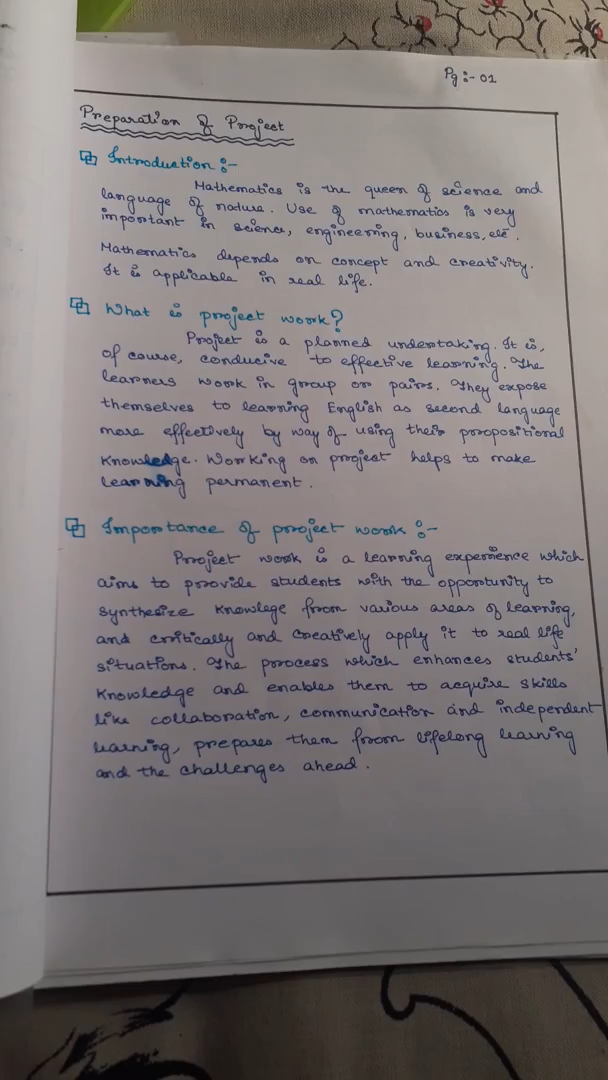 Pg :- 01
Preparation of Project
Introduction :-
Mathematics is the queen of science and
language of nature. Use of mathematics is very
important in science, engineering, business, etc.
Mathematics depends on concept and creativity.
It is applicable in real life.
What is project work?
Project is a planned undertaking. It is,
of course, conducive to effective learning. The
learners work in group or pairs. They expose
themselves to learning English as second language
more effectively by way of using their propositional
knowledge. Working on project helps to make
learning permanent.
Importance of project work :-
Project work is a learning experience which
aims to provide students with the opportunity to
synthesize knowlege from various areas of learning,
and critically and creatively apply it to real life
situations. The process which enhances students'
knowledge and enables them to acquire skills
like collaboration, communication and independent
learning, prepares them from lifelong learning
and the challenges ahead.